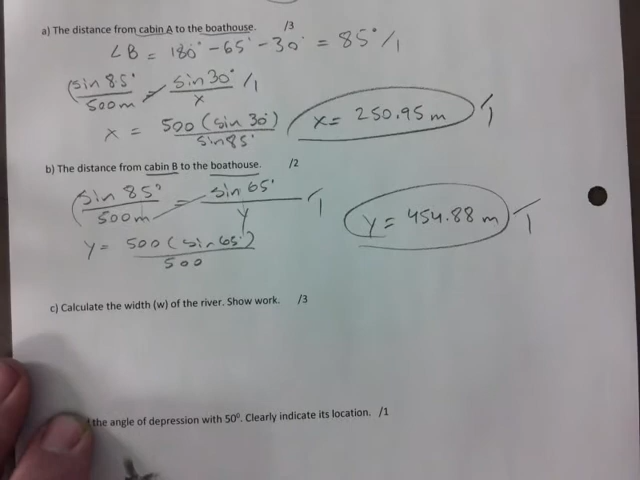 a) The distance from cabin A to the boathouse. /3
∠B = 180° - 65° - 30° = 85° /1
sin 85° / 500m = sin 30° / x /1
x = 500 (sin 30°) / sin 85° x = 250.95 m /1
b) The distance from cabin B to the boathouse. /2
sin 85° / 500m = sin 65° / y /1
y = 500 (sin 65°) / 500 y = 454.88 m /1
c) Calculate the width (w) of the river. Show work. /3
the angle of depression with 50°. Clearly indicate its location. /1